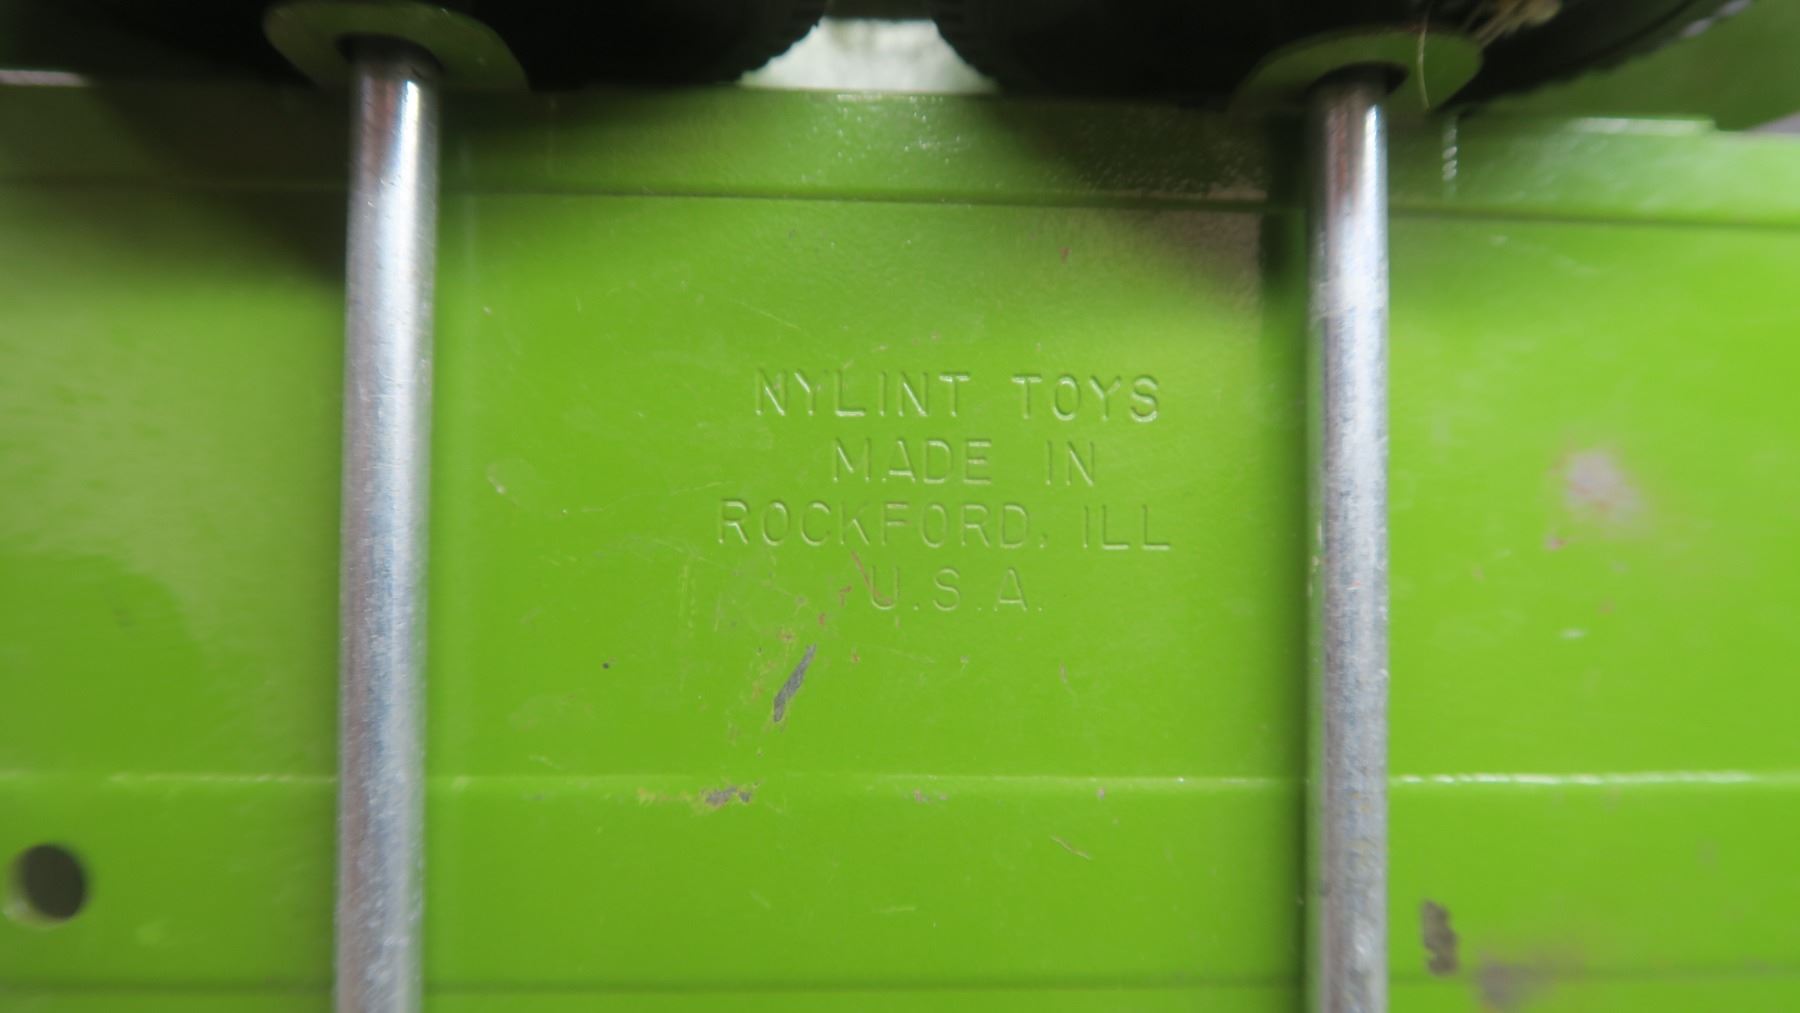 NYLINT TOYS
MADE IN
ROCKFORD, ILL
U.S.A.